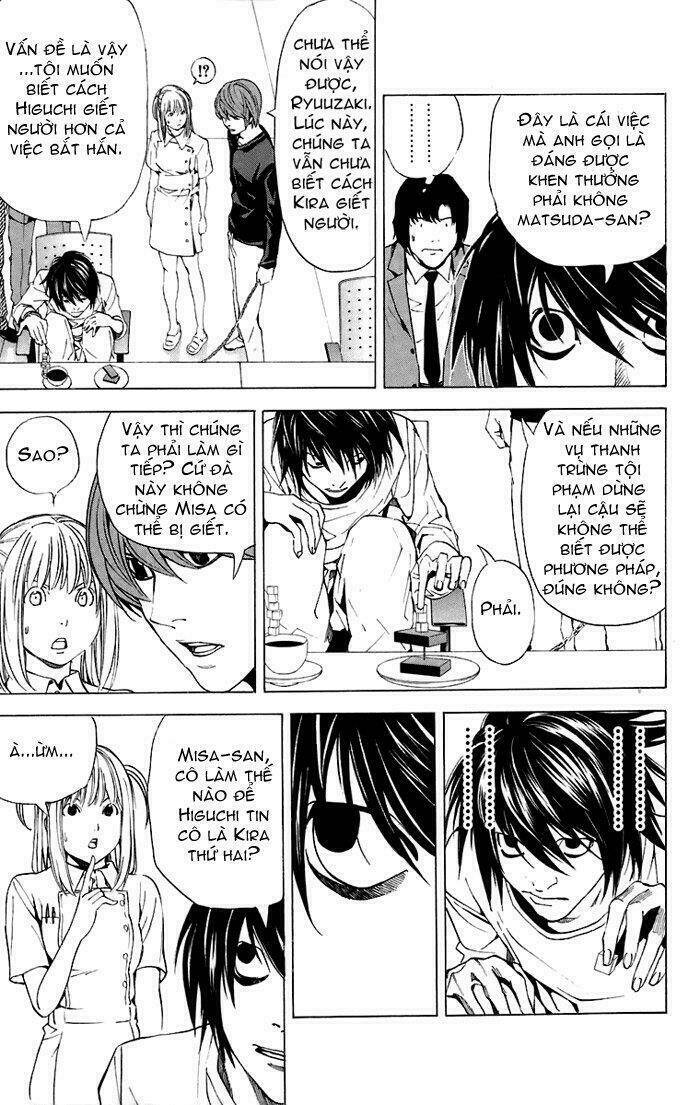 ĐÂY LÀ CÁI VIỆC
MÀ ANH GỌI LÀ
ĐÁNG ĐƯỢC
KHEN THƯỞNG
PHẢI KHÔNG
MATSUDA-SAN?
CHƯA THỂ
NÓI VẬY
ĐƯỢC,
RYUUZAKI.
LÚC NÀY,
CHÚNG TA
VẪN CHƯA
BIẾT CÁCH
KIRA GIẾT
NGƯỜI.
!?
VẤN ĐỀ LÀ VẬY
...TÔI MUỐN
BIẾT CÁCH
HIGUCHI GIẾT
NGƯỜI HƠN CẢ
VIỆC BẮT HẮN.
VÀ NẾU NHỮNG
VỤ THANH
TRỪNG TỘI
PHẠM DỪNG
LẠI CẬU SẼ
KHÔNG THỂ
BIẾT ĐƯỢC
PHƯƠNG PHÁP,
ĐÚNG KHÔNG?
PHẢI.
VẬY THÌ CHÚNG
TA PHẢI LÀM GÌ
TIẾP? CỨ ĐÀ
NÀY KHÔNG
CHỪNG MISA CÓ
THỂ BỊ GIẾT.
SAO?
MISA-SAN,
CÔ LÀM THẾ
NÀO ĐỂ
HIGUCHI TIN
CÔ LÀ KIRA
THỨ HAI?
À...ỪM...